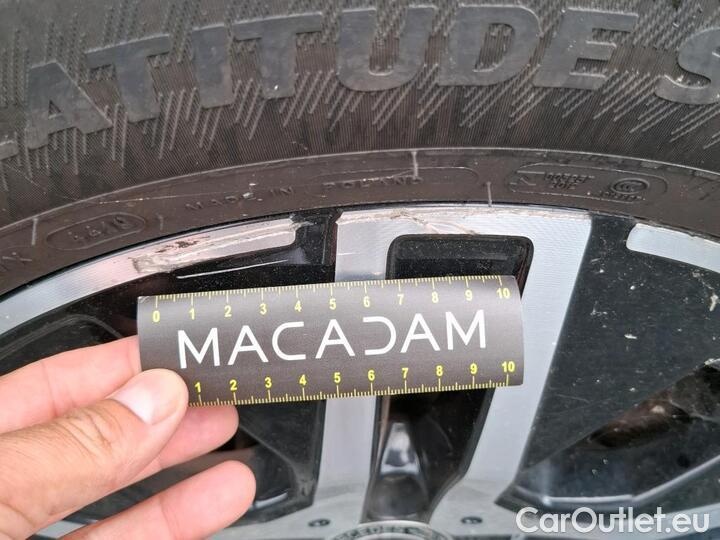 LATITUDE S
MADE IN POLAND
0 1 2 3 4 5 6 7 8 9 10
MACADAM
1 2 3 4 5 6 7 8 9 10
CarOutlet.eu